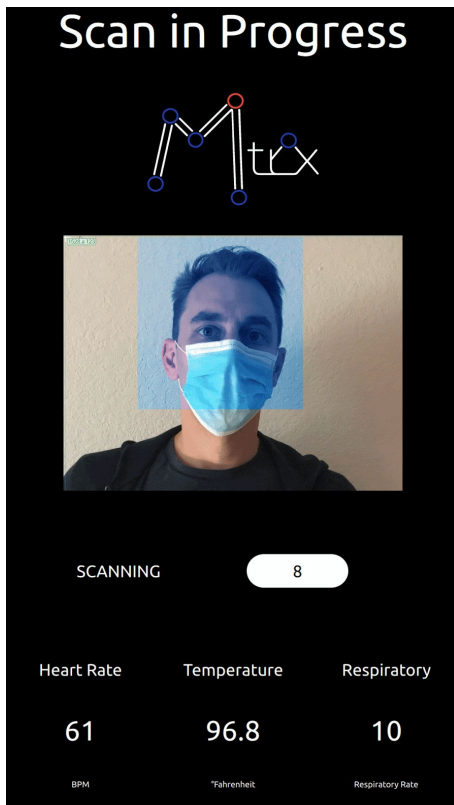 Scan in Progress
Mtrx
SCANNING 8
Heart Rate Temperature Respiratory
61 96.8 10
BPM °Fahrenheit Respiratory Rate